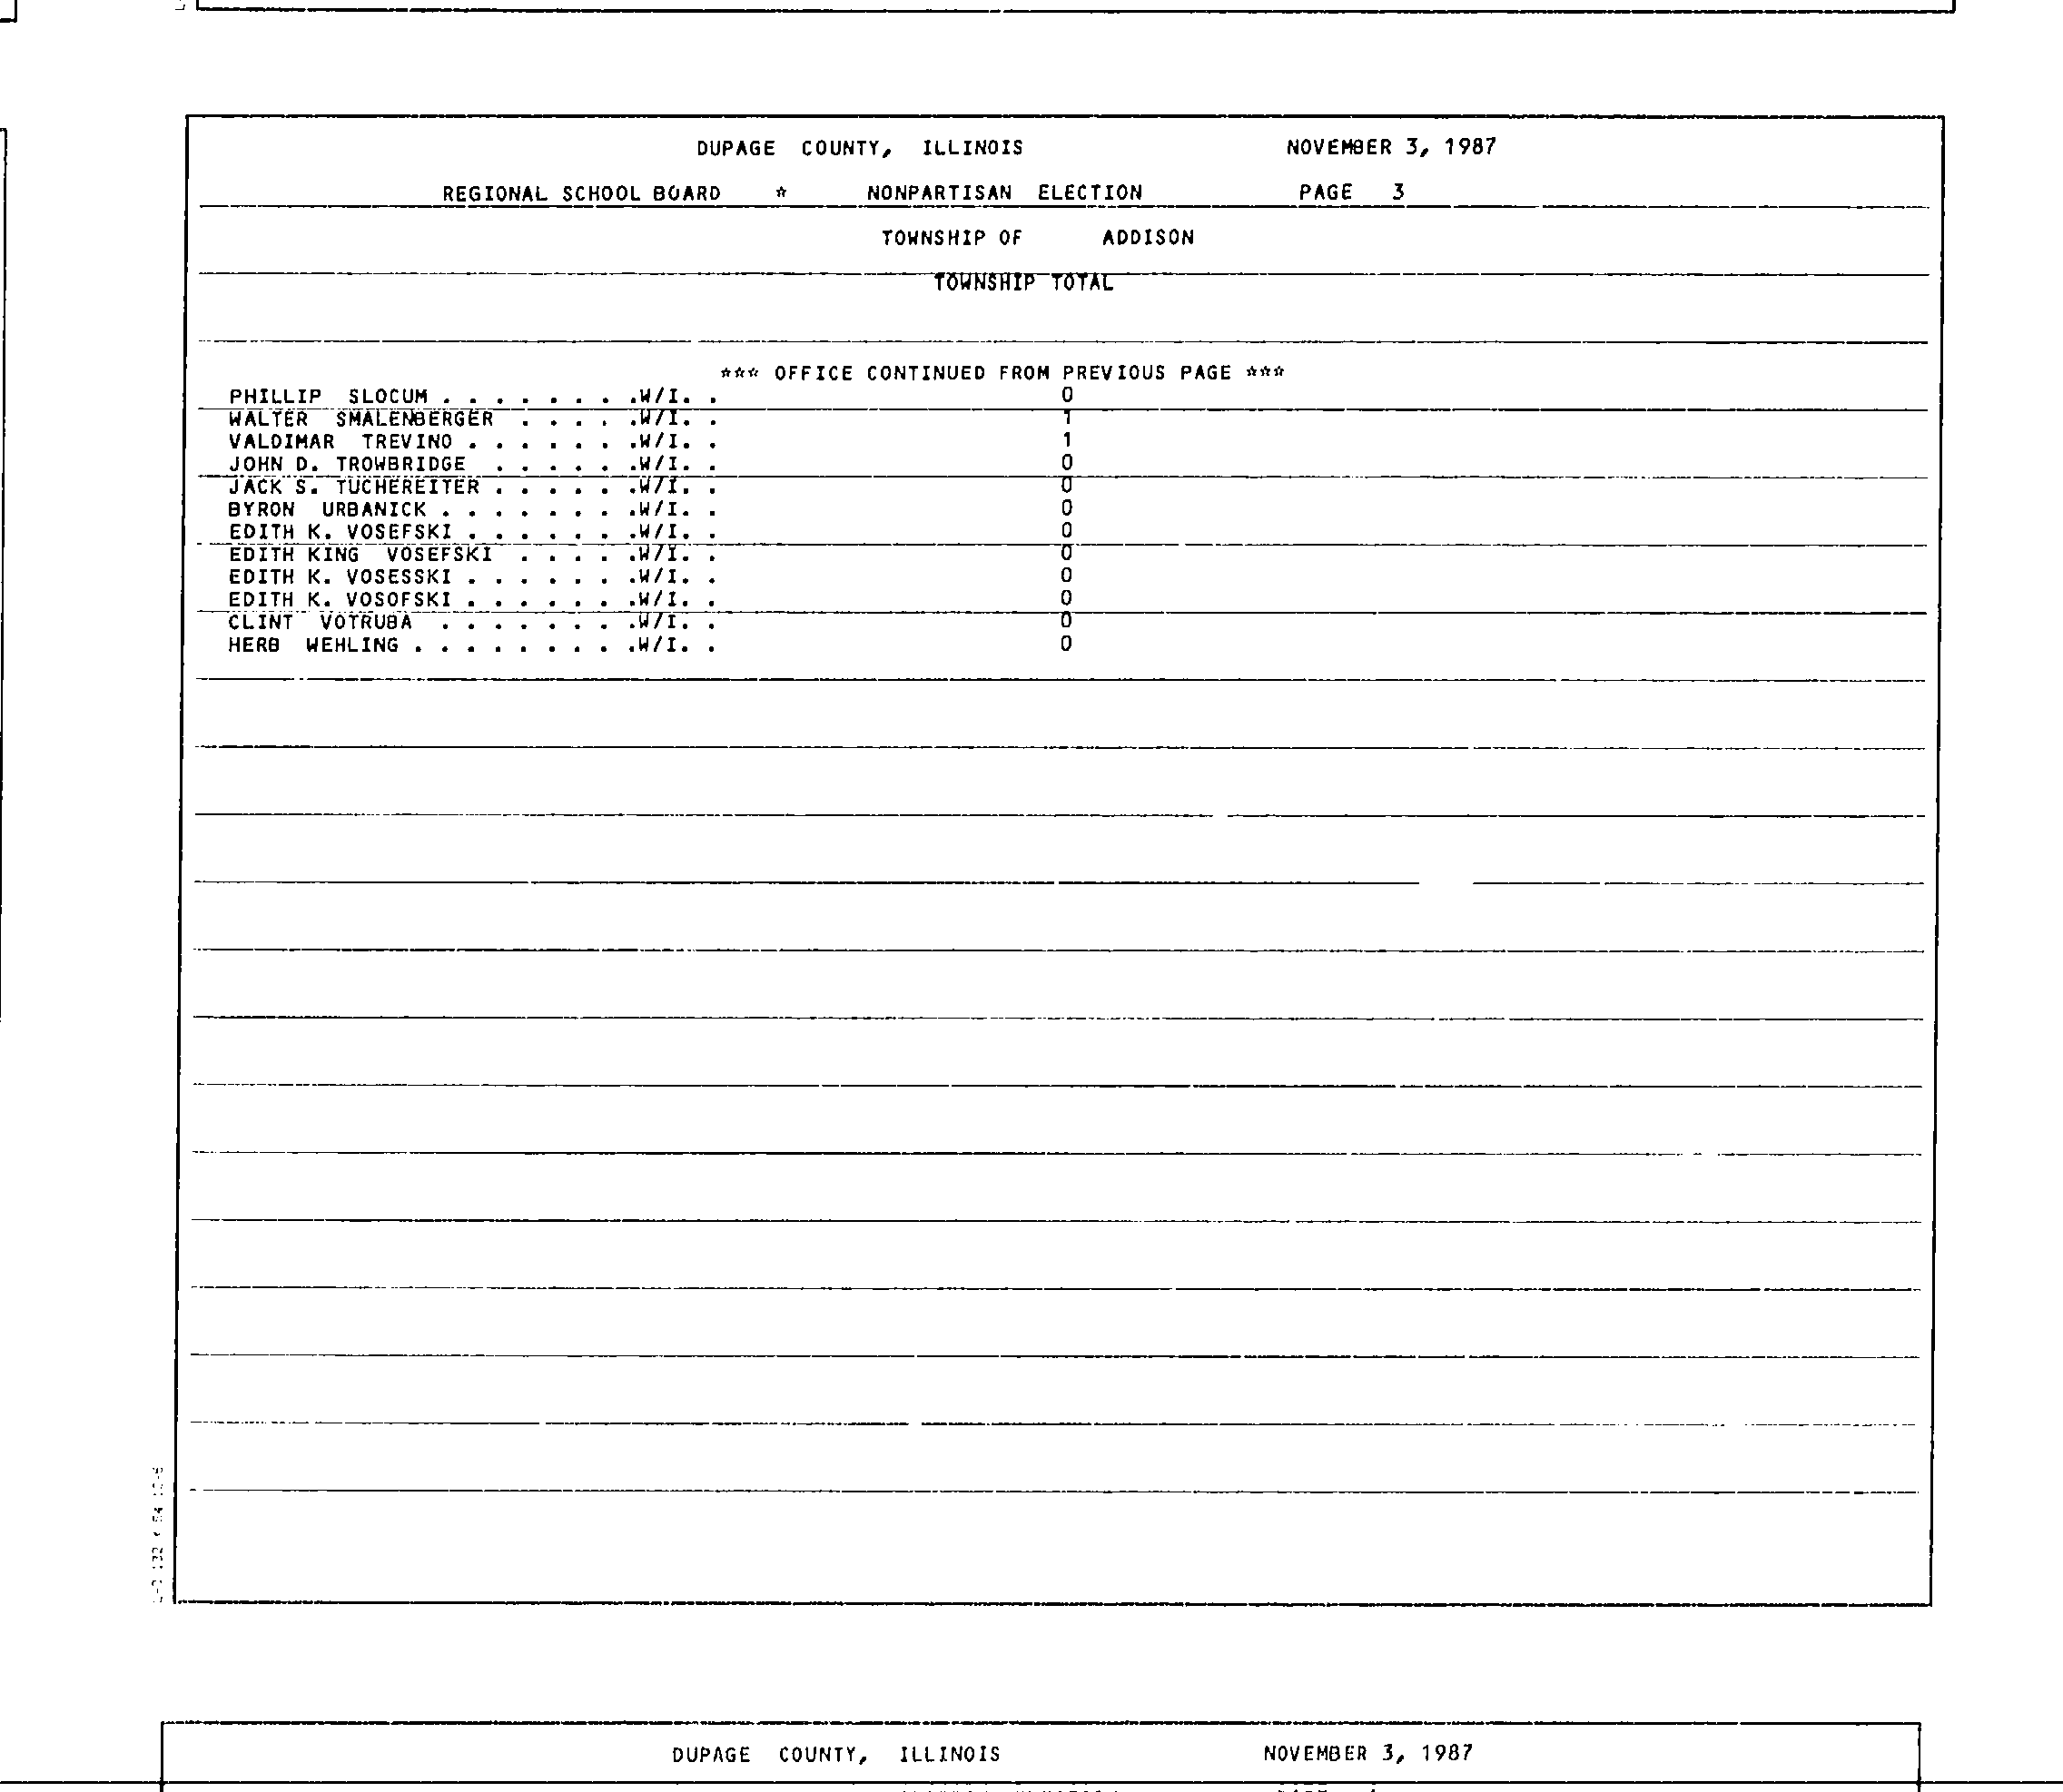 DUPAGE COUNTY, ILLINOIS NOVEMBER 3, 1987
REGIONAL SCHOOL BOARD * NONPARTISAN ELECTION PAGE 3
TOWNSHIP OF ADDISON
TOWNSHIP TOTAL
*** OFFICE CONTINUED FROM PREVIOUS PAGE ***
PHILLIP SLOCUM . . . . . . . .W/I. . 0
WALTER SMALENBERGER . . . . .W/I. . 1
VALDIMAR TREVINO . . . . . . .W/I. . 1
JOHN D. TROWBRIDGE . . . . . .W/I. . 0
JACK S. TUCHEREITER . . . . . .W/I. . 0
BYRON URBANICK . . . . . . . .W/I. . 0
EDITH K. VOSEFSKI . . . . . . .W/I. . 0
EDITH KING VOSEFSKI . . . . .W/I. . 0
EDITH K. VOSESSKI . . . . . . .W/I. . 0
EDITH K. VOSOFSKI . . . . . . .W/I. . 0
CLINT VOTRUBA . . . . . . . .W/I. . 0
HERB WEHLING . . . . . . . . .W/I. . 0
DUPAGE COUNTY, ILLINOIS NOVEMBER 3, 1987